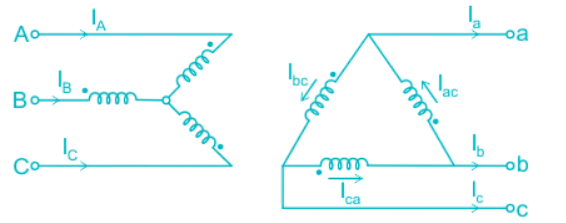 A I_A I_a a
I_bc I_ac
B I_B
C I_C I_b b
I_ca I_c c